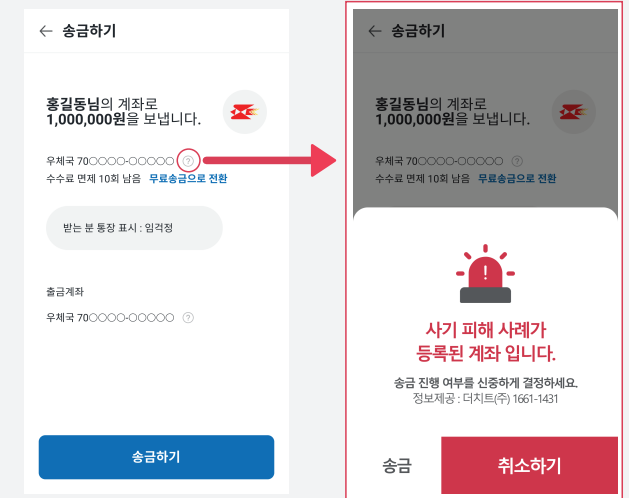 ← 송금하기
홍길동님의 계좌로
1,000,000원을 보냅니다.
우체국 70○○○○-○○○○○ ?
수수료 면제 10회 남음 무료송금으로 전환
받는 분 통장 표시 : 임걱정
출금계좌
우체국 70○○○○-○○○○○ ?
송금하기
← 송금하기
홍길동님의 계좌로
1,000,000원을 보냅니다.
우체국 70○○○○-○○○○○ ?
수수료 면제 10회 남음 무료송금으로 전환
!
사기 피해 사례가
등록된 계좌 입니다.
송금 진행 여부를 신중하게 결정하세요.
정보제공 : 더치트(주) 1661-1431
송금
취소하기